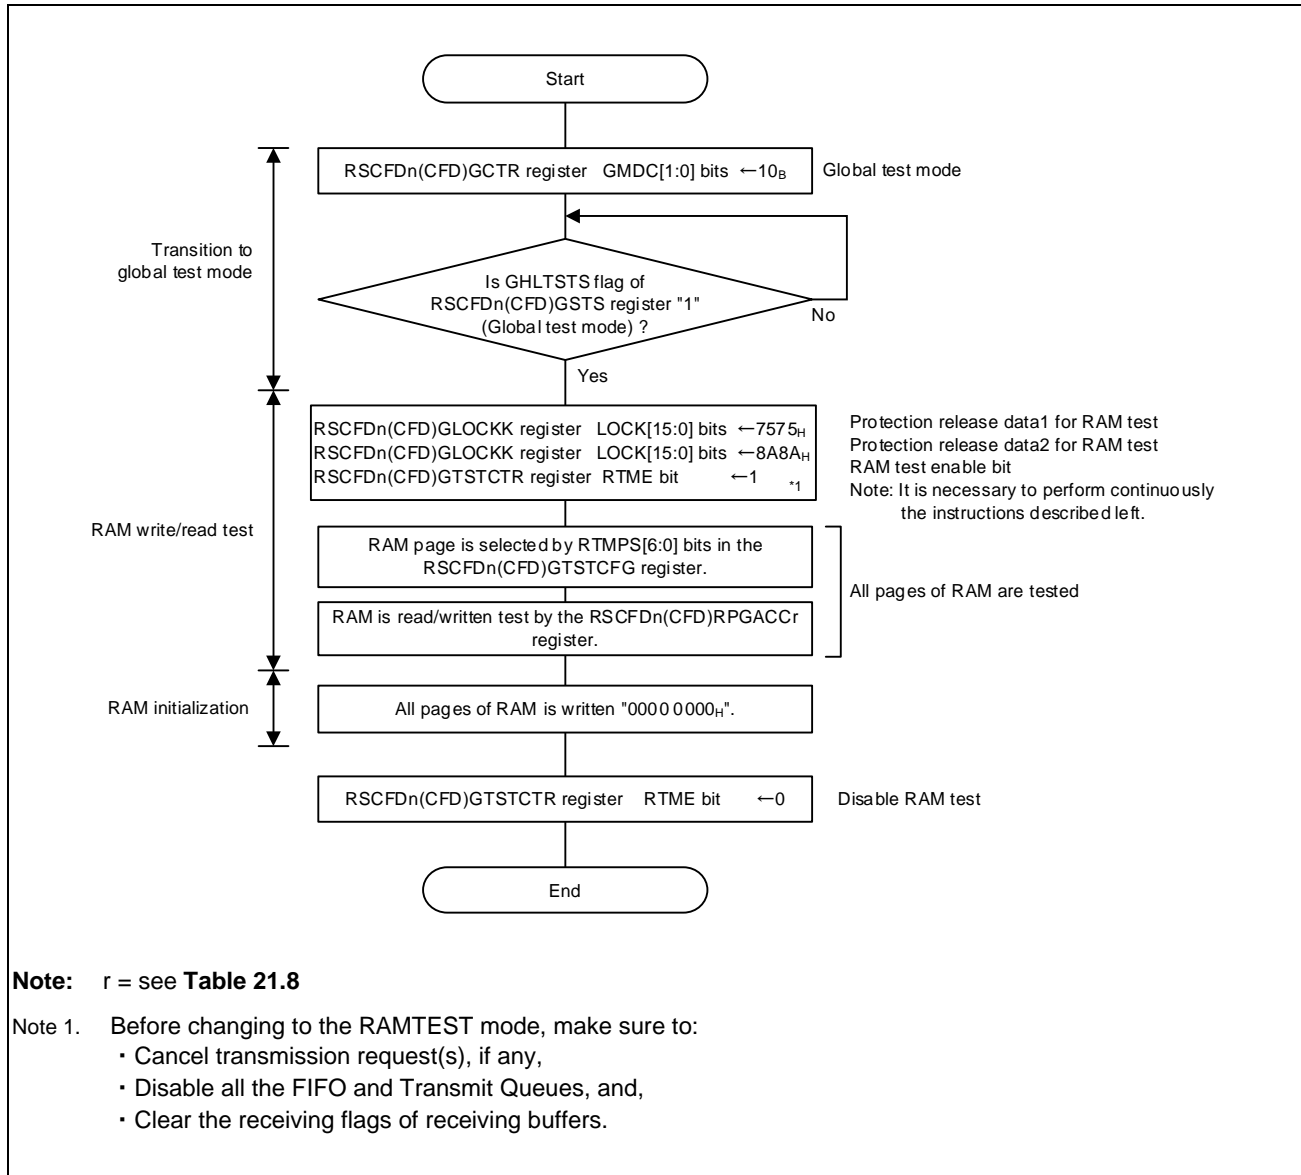 Start
RSCFDn(CFD)GCTR register GMDC[1:0] bits ←10B
Global test mode
Transition to
global test mode
Is GHLTSTS flag of
RSCFDn(CFD)GSTS register "1"
(Global test mode) ?
No
Yes
RSCFDn(CFD)GLOCKK register LOCK[15:0] bits ←7575H
RSCFDn(CFD)GLOCKK register LOCK[15:0] bits ←8A8AH
RSCFDn(CFD)GTSTCTR register RTME bit ←1 *1
Protection release data1 for RAM test
Protection release data2 for RAM test
RAM test enable bit
Note: It is necessary to perform continuously
the instructions described left.
RAM write/read test
RAM page is selected by RTMPS[6:0] bits in the
RSCFDn(CFD)GTSTCFG register.
All pages of RAM are tested
RAM is read/written test by the RSCFDn(CFD)RPGACCr
register.
RAM initialization
All pages of RAM is written "0000 0000H".
RSCFDn(CFD)GTSTCTR register RTME bit ←0
Disable RAM test
End
Note: r = see Table 21.8
Note 1. Before changing to the RAMTEST mode, make sure to:
・Cancel transmission request(s), if any,
・Disable all the FIFO and Transmit Queues, and,
・Clear the receiving flags of receiving buffers.